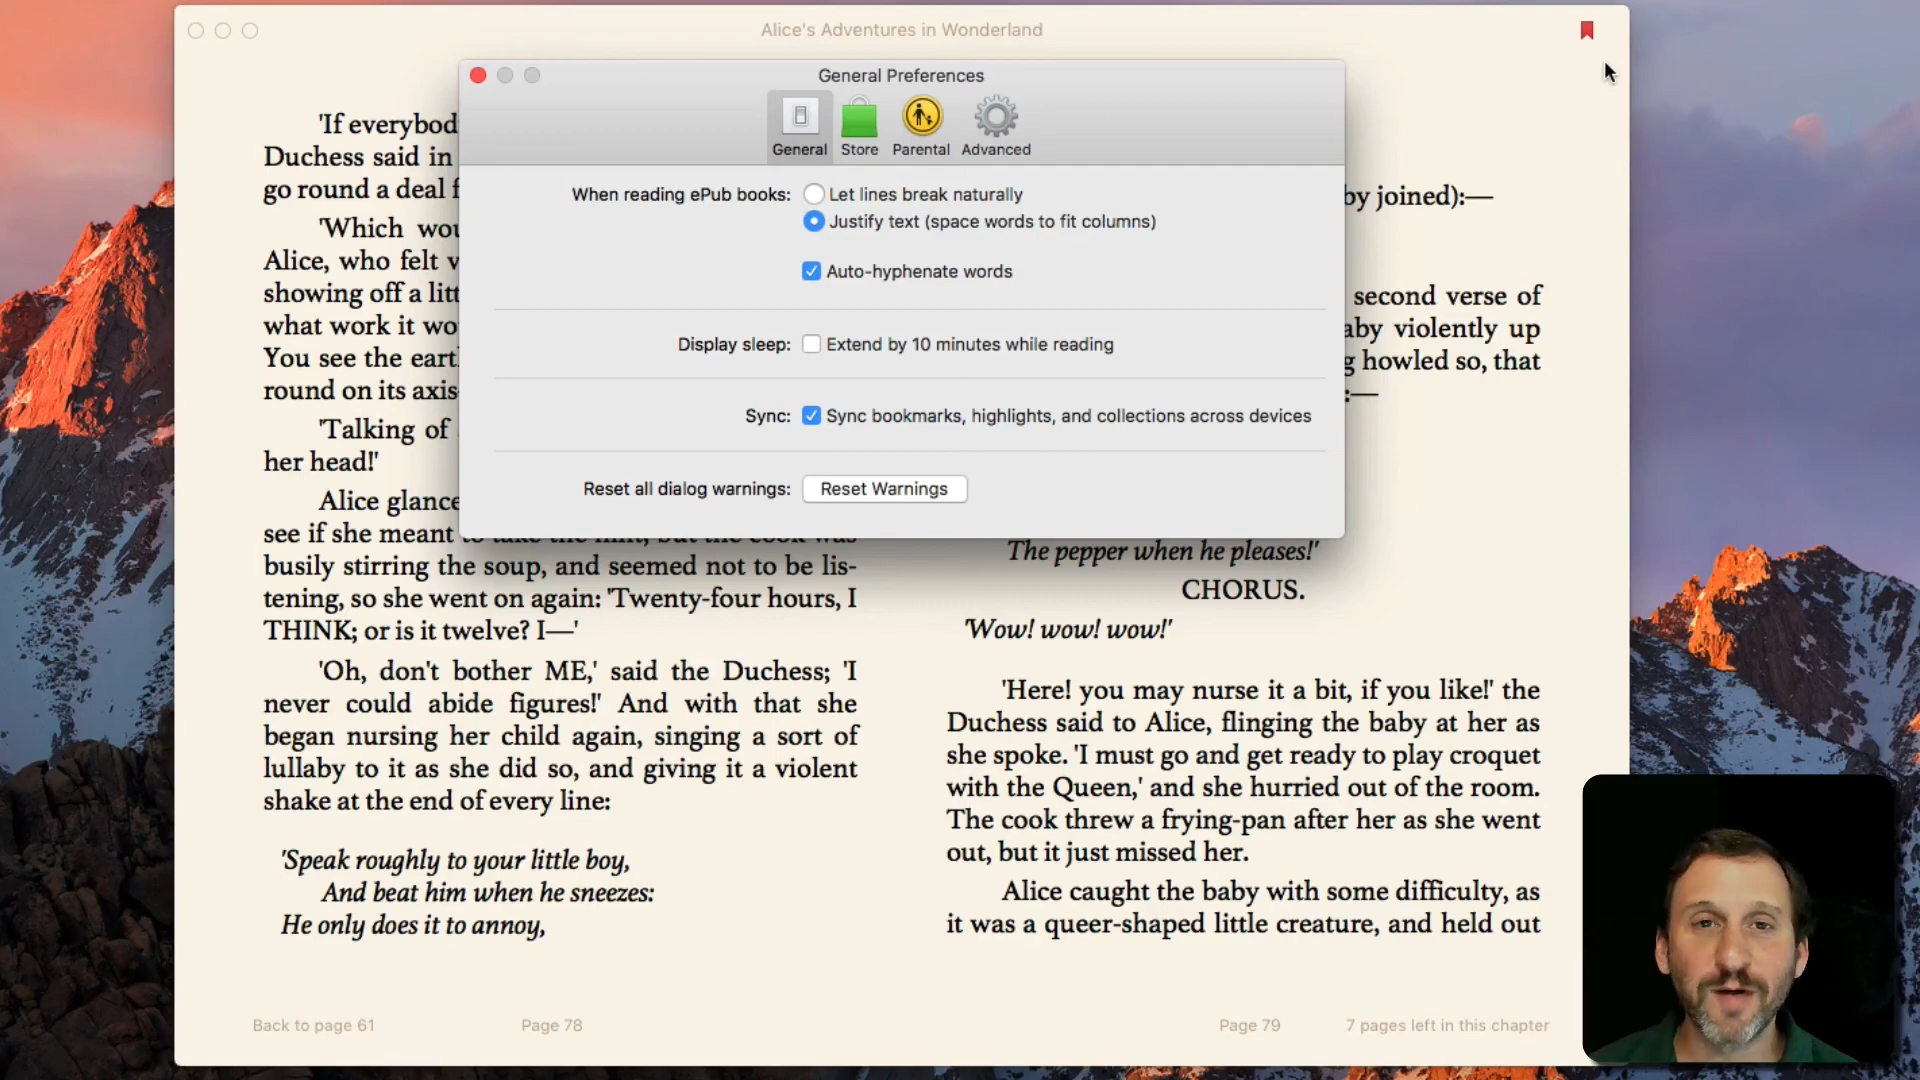 Alice's Adventures in Wonderland
General Preferences
General
Store
Parental
Advanced
When reading ePub books:
Let lines break naturally
Justify text (space words to fit columns)
Auto-hyphenate words
Display sleep:
Extend by 10 minutes while reading
Sync:
Sync bookmarks, highlights, and collections across devices
Reset all dialog warnings:
Reset Warnings
'If everybod
Duchess said in
go round a deal f
'Which wou
Alice, who felt v
showing off a litt
what work it wo
You see the eart
round on its axis
'Talking of
her head!'
Alice glance
see if she meant to take the hint; but the cook was
busily stirring the soup, and seemed not to be lis-
tening, so she went on again: 'Twenty-four hours, I
THINK; or is it twelve? I—'
'Oh, don't bother ME,' said the Duchess; 'I
never could abide figures!' And with that she
began nursing her child again, singing a sort of
lullaby to it as she did so, and giving it a violent
shake at the end of every line:
'Speak roughly to your little boy,
And beat him when he sneezes:
He only does it to annoy,
by joined):—
second verse of
aby violently up
g howled so, that
:—
The pepper when he pleases!'
CHORUS.
'Wow! wow! wow!'
'Here! you may nurse it a bit, if you like!' the
Duchess said to Alice, flinging the baby at her as
she spoke. 'I must go and get ready to play croquet
with the Queen,' and she hurried out of the room.
The cook threw a frying-pan after her as she went
out, but it just missed her.
Alice caught the baby with some difficulty, as
it was a queer-shaped little creature, and held out
Back to page 61
Page 78
Page 79
7 pages left in this chapter